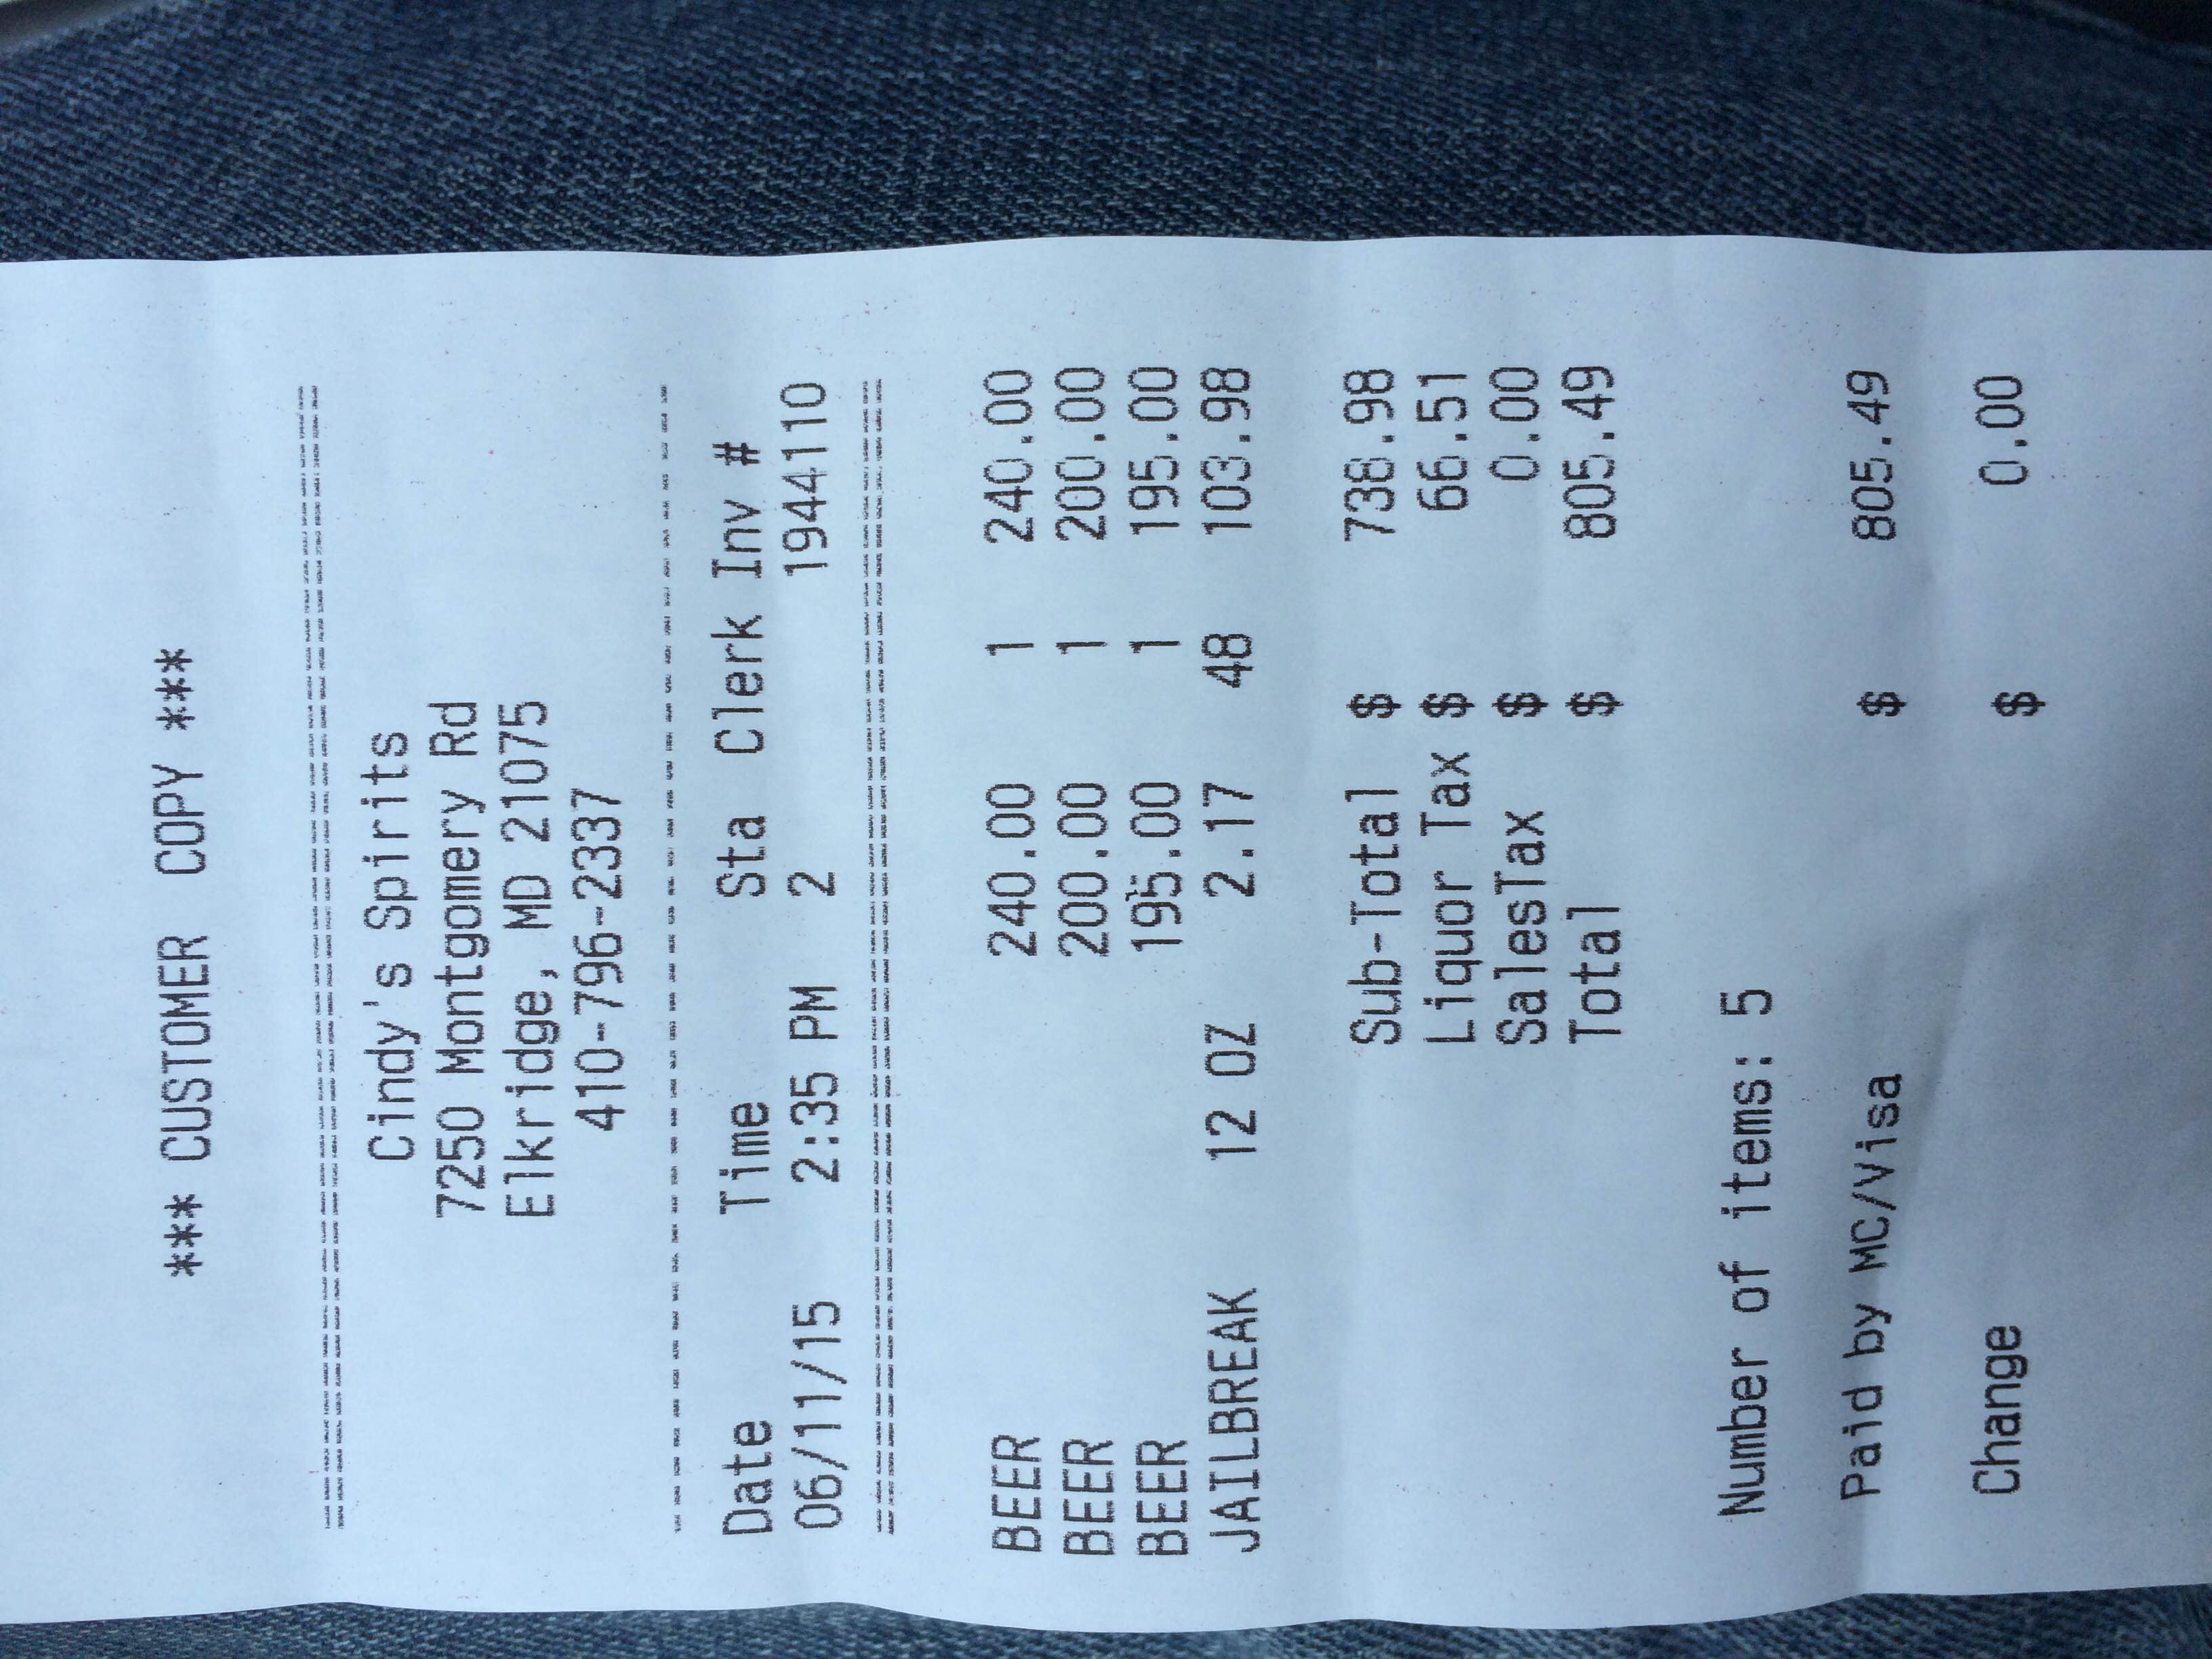 *** CUSTOMER COPY ***
Cindy's Spirits
7250 Montgomery Rd
Elkridge, MD 21075
410-796-2337
Date Time Sta Clerk Inv #
06/11/15 2:35 PM 2 1944110
BEER 240.00 1 240.00
BEER 200.00 1 200.00
BEER 195.00 1 195.00
JAILBREAK 12 OZ 2.17 48 103.98
Sub-Total $ 738.98
Liquor Tax $ 66.51
SalesTax $ 0.00
Total $ 805.49
Number of items: 5
Paid by MC/Visa $ 805.49
Change $ 0.00